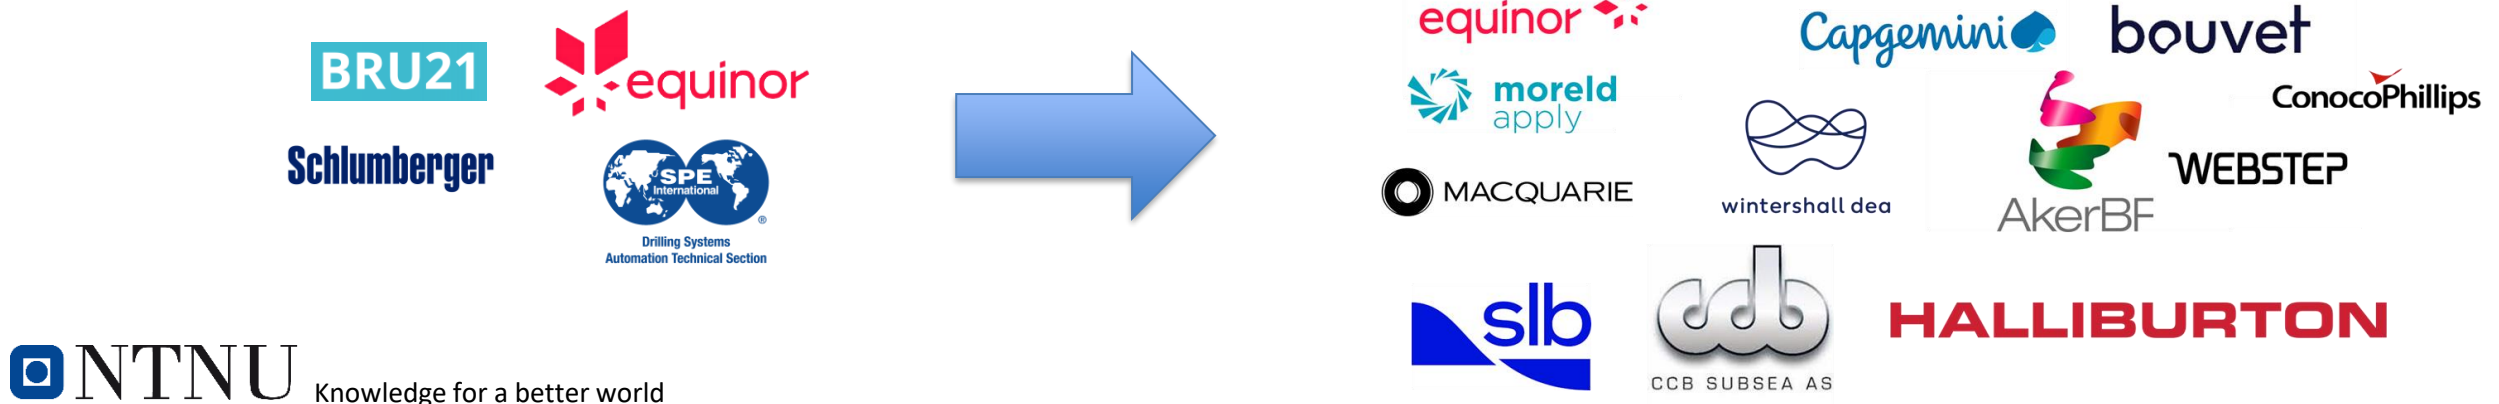 BRU21
equinor
Schlumberger
SPE
International
®
Drilling Systems
Automation Technical Section
equinor
Capgemini
bouvet
moreld
apply
ConocoPhillips
MACQUARIE
wintershall dea
WEBSTEP
AkerBP
slb
ccb
CCB SUBSEA AS
HALLIBURTON
NTNU
Knowledge for a better world